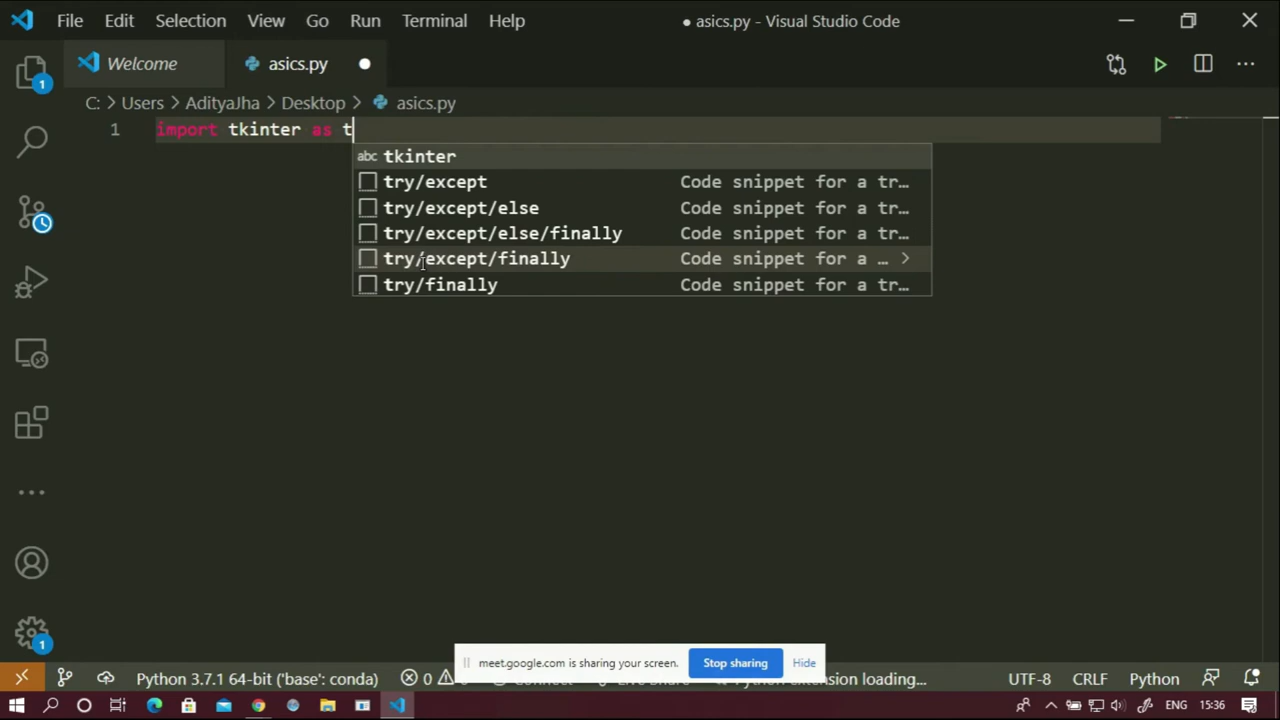 File Edit Selection View Go Run Terminal Help ● asics.py - Visual Studio Code
Welcome asics.py
C: > Users > AdityaJha > Desktop > asics.py
1 import tkinter as t
abc tkinter
try/except Code snippet for a tr…
try/except/else Code snippet for a tr…
try/except/else/finally Code snippet for a tr…
try/except/finally Code snippet for a … >
try/finally Code snippet for a tr…
1
1
meet.google.com is sharing your screen. Stop sharing Hide
Python 3.7.1 64-bit ('base': conda) 0 Python extension loading... UTF-8 CRLF Python
ENG 15:36